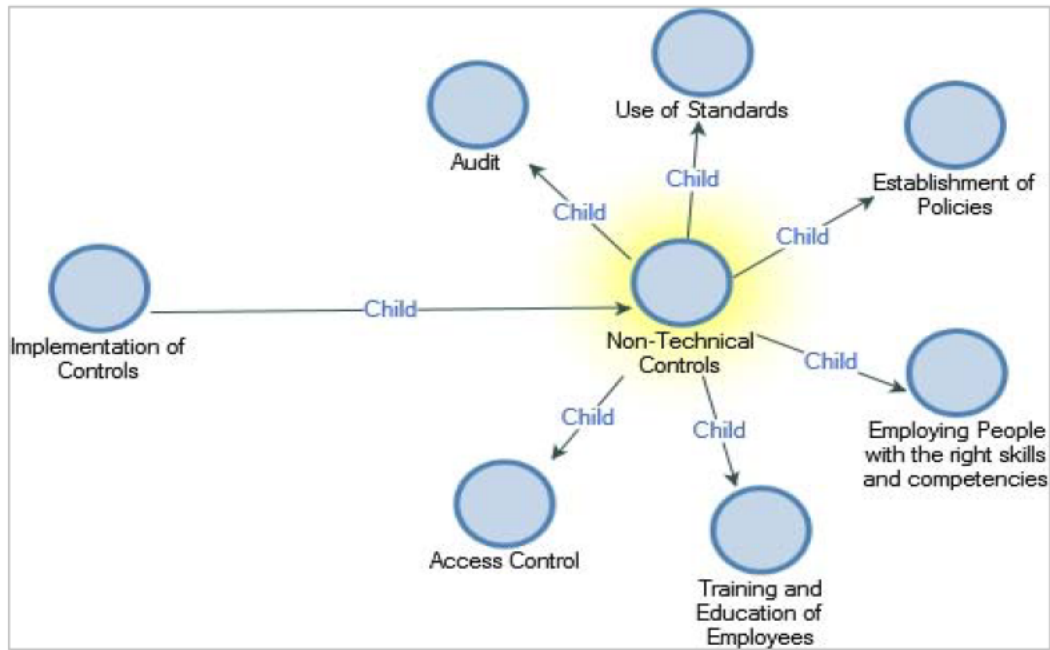 Use of Standards
Audit
Child
Establishment of
Policies
Child
Child
Child
Implementation of
Controls
Non-Technical
Controls
Child
Child
Employing People
with the right skills
and competencies
Child
Access Control
Training and
Education of
Employees